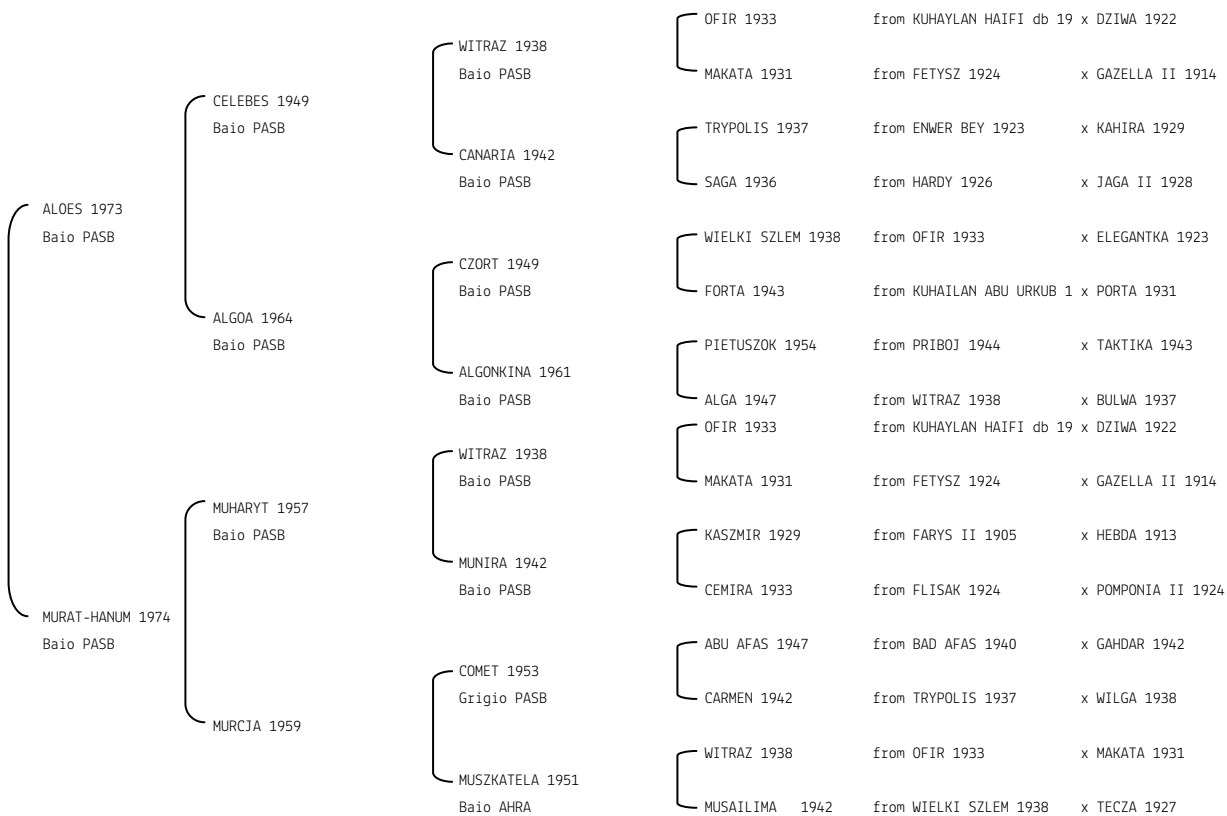 OFIR 1933 from KUHAYLAN HAIFI db 19 x DZIWA 1922
WITRAZ 1938
Baio PASB MAKATA 1931 from FETYSZ 1924 x GAZELLA II 1914
CELEBES 1949
Baio PASB TRYPOLIS 1937 from ENWER BEY 1923 x KAHIRA 1929
CANARIA 1942
Baio PASB SAGA 1936 from HARDY 1926 x JAGA II 1928
ALOES 1973
Baio PASB WIELKI SZLEM 1938 from OFIR 1933 x ELEGANTKA 1923
CZORT 1949
Baio PASB FORTA 1943 from KUHAILAN ABU URKUB 1 x PORTA 1931
ALGOA 1964
Baio PASB PIETUSZOK 1954 from PRIBOJ 1944 x TAKTIKA 1943
ALGONKINA 1961
Baio PASB ALGA 1947 from WITRAZ 1938 x BULWA 1937
OFIR 1933 from KUHAYLAN HAIFI db 19 x DZIWA 1922
WITRAZ 1938
Baio PASB MAKATA 1931 from FETYSZ 1924 x GAZELLA II 1914
MUHARYT 1957
Baio PASB KASZMIR 1929 from FARYS II 1905 x HEBDA 1913
MUNIRA 1942
Baio PASB CEMIRA 1933 from FLISAK 1924 x POMPONIA II 1924
MURAT-HANUM 1974
Baio PASB ABU AFAS 1947 from BAD AFAS 1940 x GAHDAR 1942
COMET 1953
Grigio PASB CARMEN 1942 from TRYPOLIS 1937 x WILGA 1938
MURCJA 1959
WITRAZ 1938 from OFIR 1933 x MAKATA 1931
MUSZKATELA 1951
Baio AHRA MUSAILIMA 1942 from WIELKI SZLEM 1938 x TECZA 1927